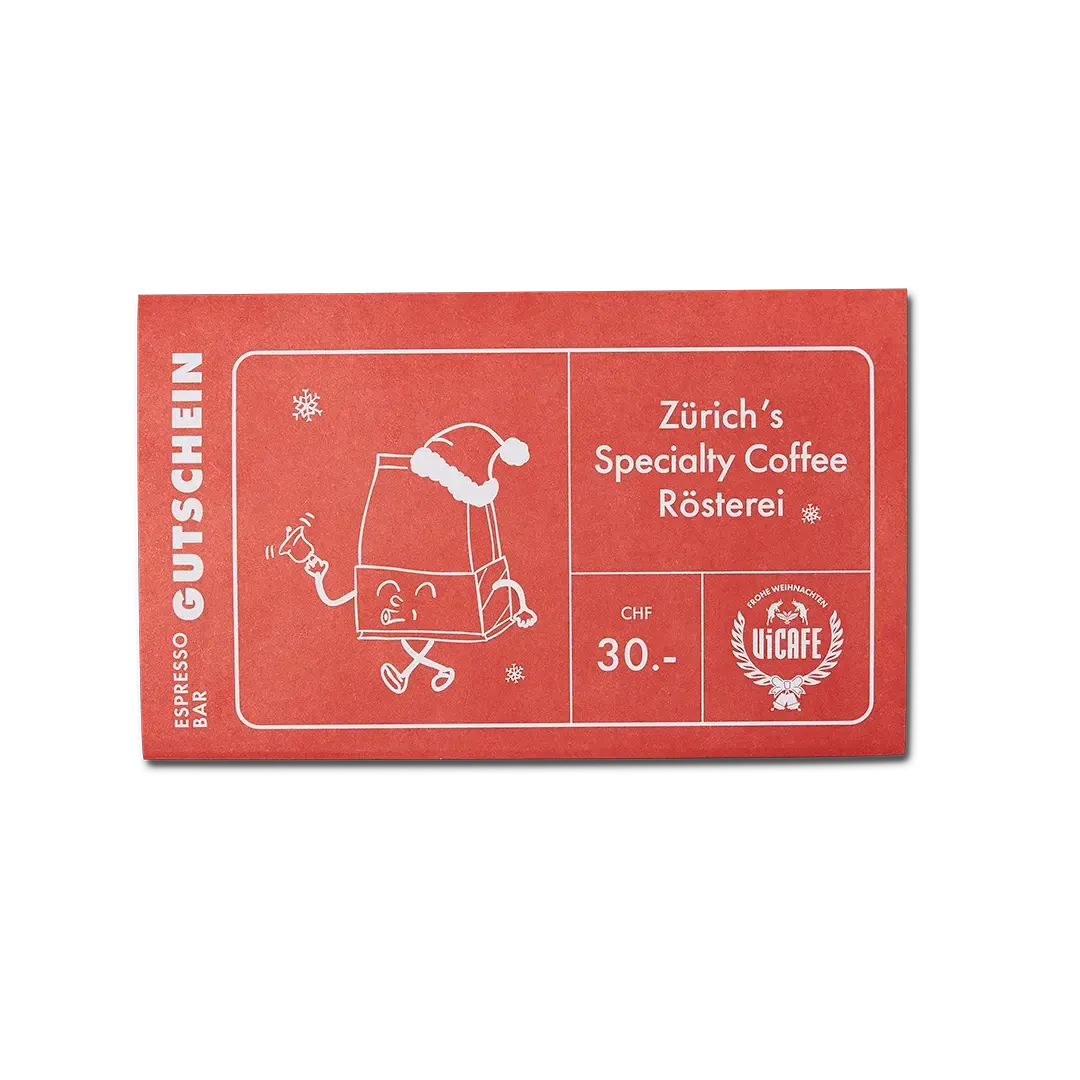 ESPRESSO
BAR
GUTSCHEIN
Zürich's
Specialty Coffee
Rösterei
CHF
30.-
FROHE WEIHNACHTEN
ViCAFE